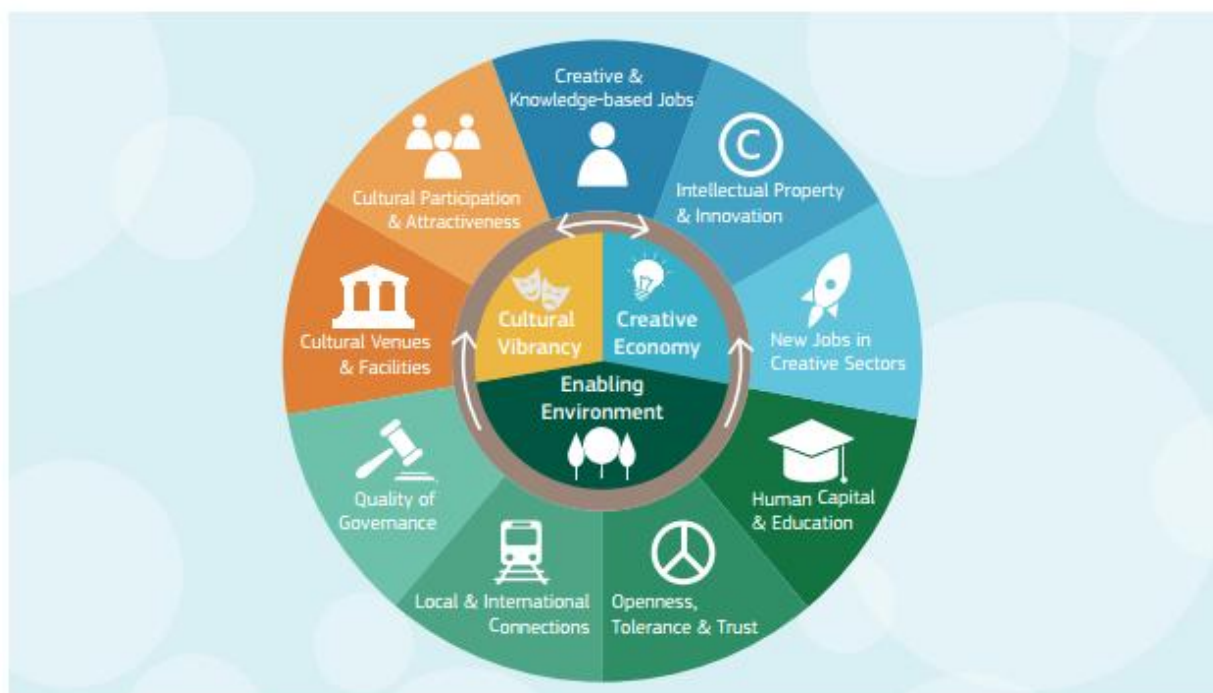 Creative &
Knowledge-based Jobs
C
Intellectual Property
& Innovation
New Jobs in
Creative Sectors
Human Capital
& Education
Openness,
Tolerance & Trust
Local & International
Connections
Quality of
Governance
Cultural Venues
& Facilities
Cultural Participation
& Attractiveness
Cultural
Vibrancy
Creative
Economy
Enabling
Environment